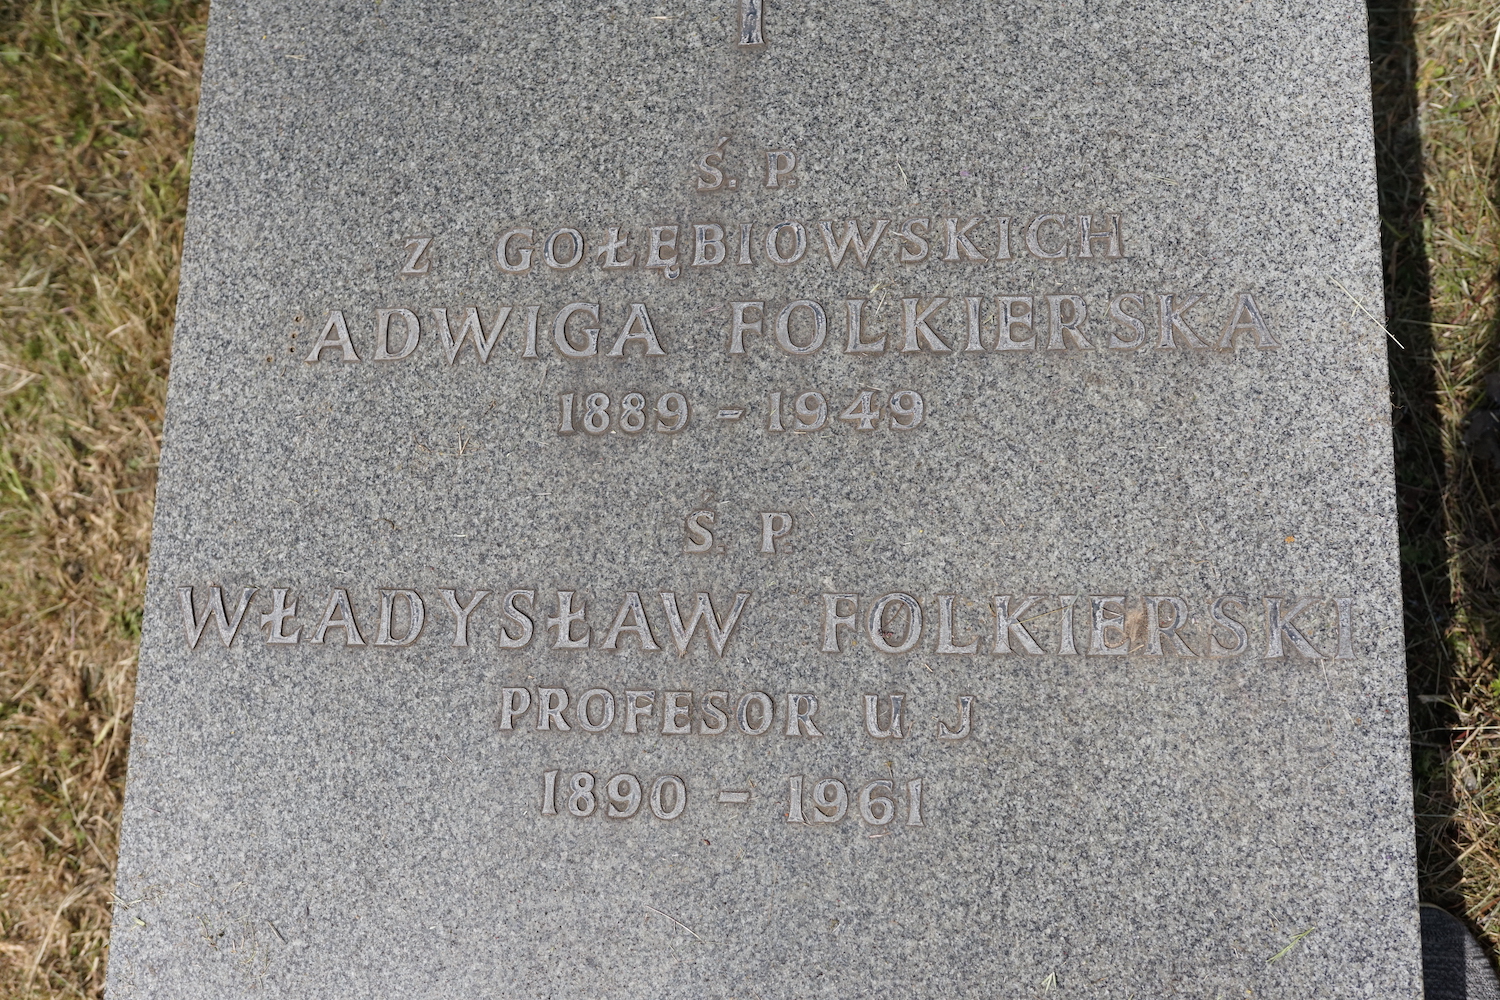 Ś. P.
Z GOŁĘBIOWSKICH
ADWIGA FOLKIERSKA
1889 - 1949
Ś. P.
WŁADYSŁAW FOLKIERSKI
PROFESOR U J
1890 - 1961